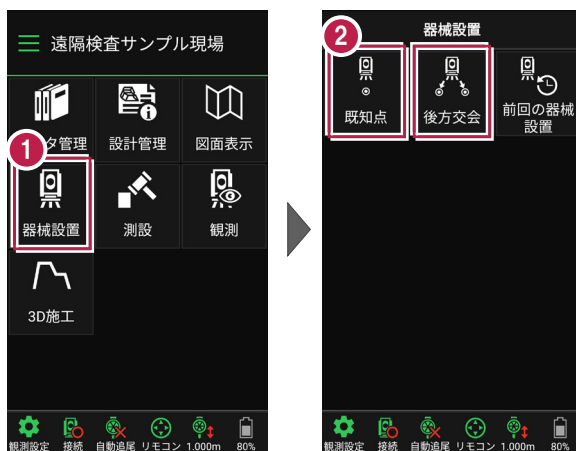 遠隔検査サンプル現場
タ管理
設計管理
図面表示
1
器械設置
測設
観測
3D施工
観測設定
接続
自動追尾
リモコン
1.000m
80%
器械設置
2
既知点
後方交会
前回の器械
設置
観測設定
接続
自動追尾
リモコン
1.000m
80%